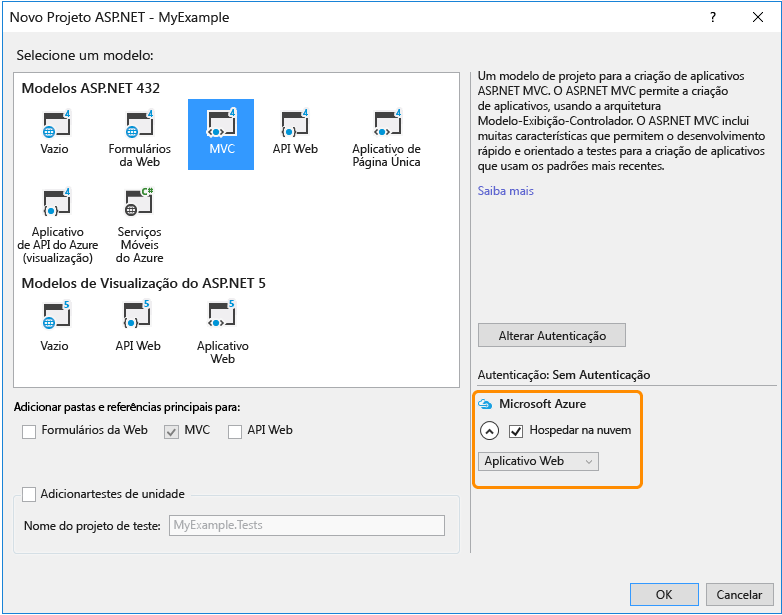 Novo Projeto ASP.NET - MyExample
?
Selecione um modelo:
Modelos ASP.NET 432
4
4
4
4
4
Vazio
Formulários
da Web
MVC
API Web
Aplicativo de
Página Única
4
C#
Aplicativo
de API do Azure
(visualização)
Serviços
Móveis
do Azure
Modelos de Visualização do ASP.NET 5
5
5
5
Vazio
API Web
Aplicativo
Web
Adicionar pastas e referências principais para:
Formulários da Web
MVC
API Web
Adicionartestes de unidade
Nome do projeto de teste:
MyExample.Tests
Um modelo de projeto para a criação de aplicativos
ASP.NET MVC. O ASP.NET MVC permite a criação
de aplicativos, usando a arquitetura
Modelo-Exibição-Controlador. O ASP.NET MVC inclui
muitas características que permitem o desenvolvimento
rápido e orientado a testes para a criação de aplicativos
que usam os padrões mais recentes.
Saiba mais
Alterar Autenticação
Autenticação: Sem Autenticação
Microsoft Azure
Hospedar na nuvem
Aplicativo Web
OK
Cancelar